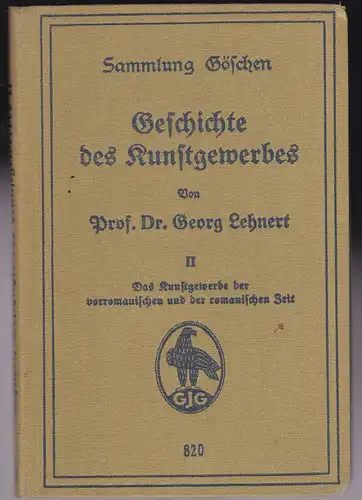 Sammlung Göschen
Geschichte
des Kunstgewerbes
Von
Prof. Dr. Georg Lehnert
II
Das Kunstgewerbe der
vorromanischen und der romanischen Zeit
GJG
820